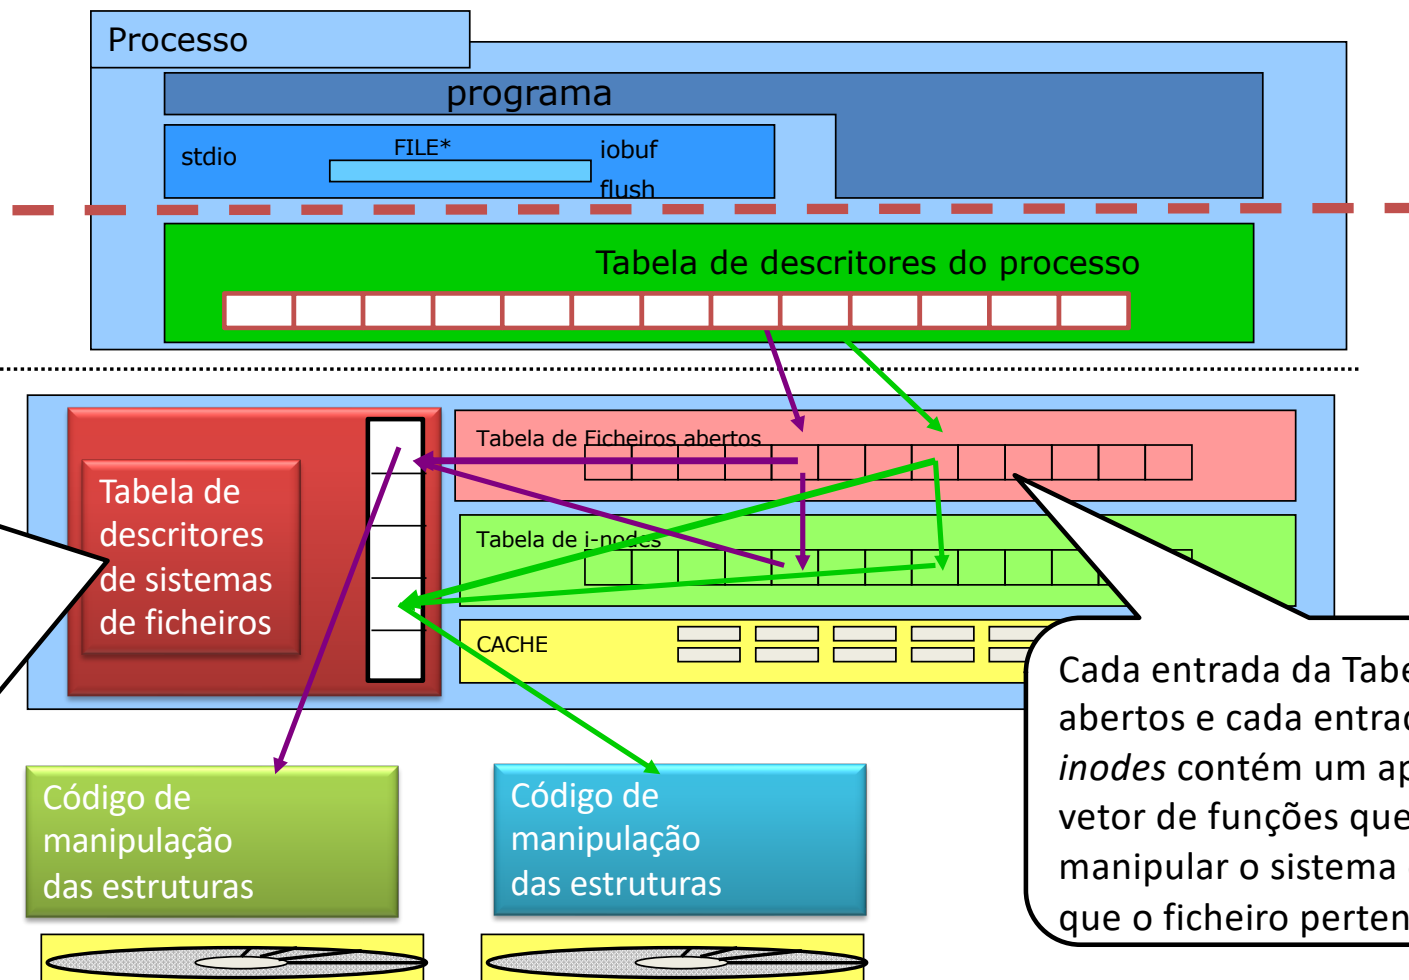 Processo
programa
stdio
FILE*
iobuf
flush
Tabela de descritores do processo
Tabela de Ficheiros abertos
Tabela de
descritores
de sistemas
de ficheiros
Tabela de i-nodes
CACHE
Cada entrada da Tabe
abertos e cada entrad
inodes contém um ap
vetor de funções que
manipular o sistema
que o ficheiro perten
Código de
manipulação
das estruturas
Código de
manipulação
das estruturas